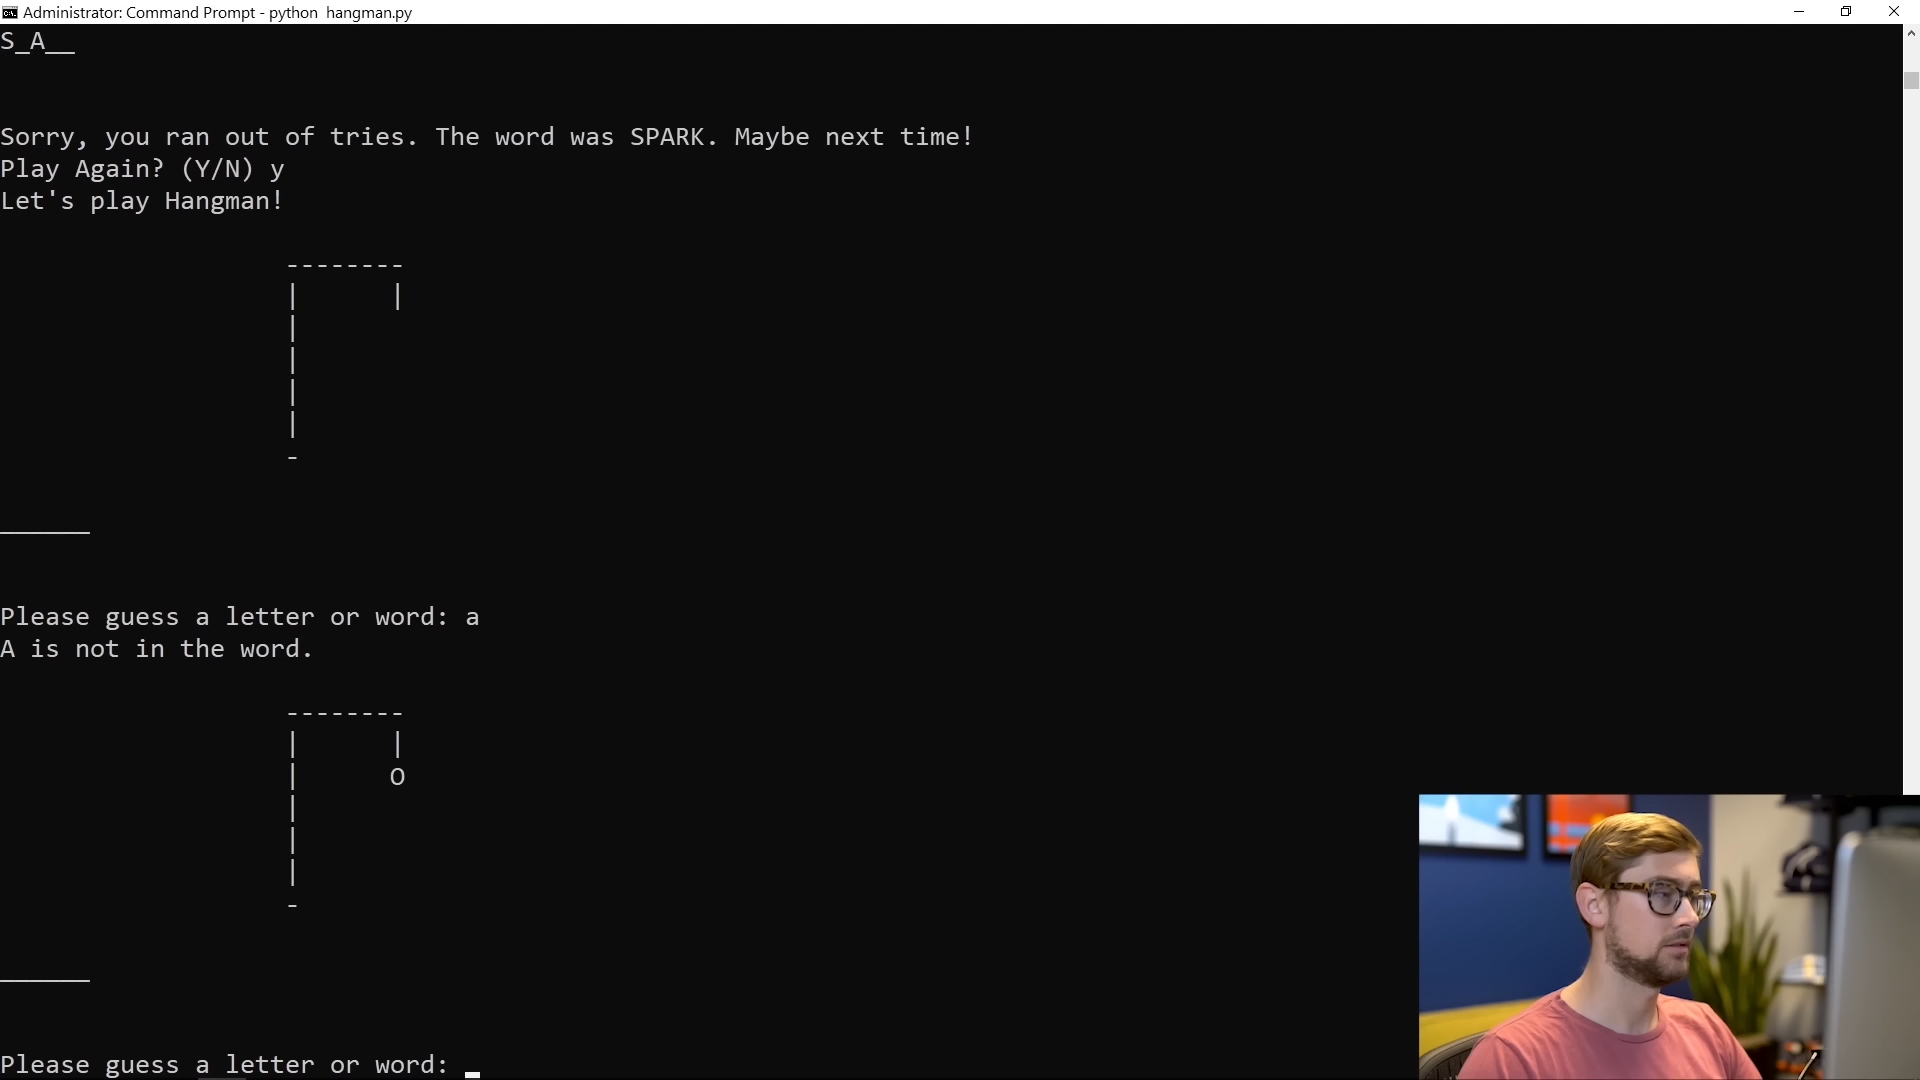 Administrator: Command Prompt - python  hangman.py
S_A__
Sorry, you ran out of tries. The word was SPARK. Maybe next time!
Play Again? (Y/N) y
Let's play Hangman!
--------
|      |
|
|
|
|
-
______
Please guess a letter or word: a
A is not in the word.
--------
|      |
|      O
|
|
|
-
______
Please guess a letter or word: _